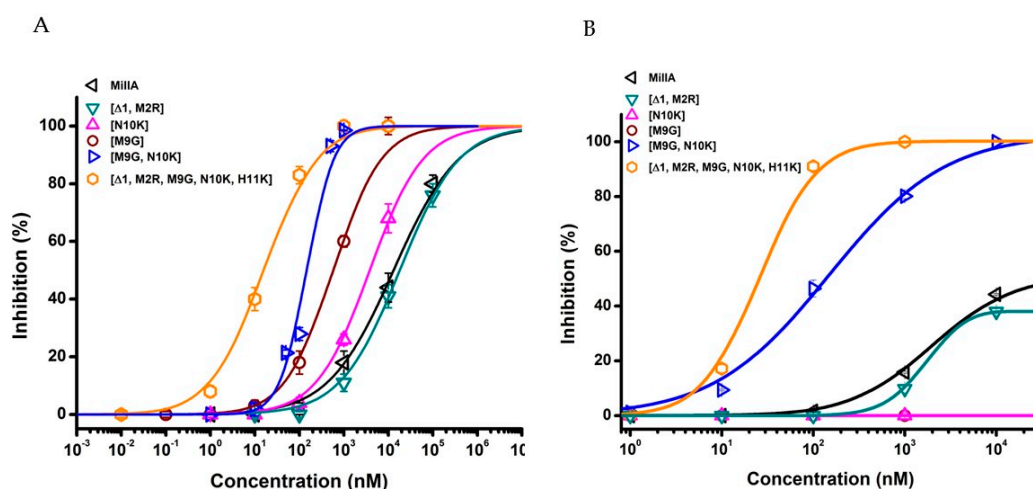 A
MillA
[Δ1, M2R]
[N10K]
[M9G]
[M9G, N10K]
[Δ1, M2R, M9G, N10K, H11K]
Inhibition (%)
100
80
60
40
20
0
10⁻³ 10⁻² 10⁻¹ 10⁰ 10¹ 10² 10³ 10⁴ 10⁵ 10⁶
Concentration (nM)
B
MillA
[Δ1, M2R]
[N10K]
[M9G]
[M9G, N10K]
[Δ1, M2R, M9G, N10K, H11K]
Inhibition (%)
100
80
60
40
20
0
10⁰ 10¹ 10² 10³ 10⁴
Concentration (nM)